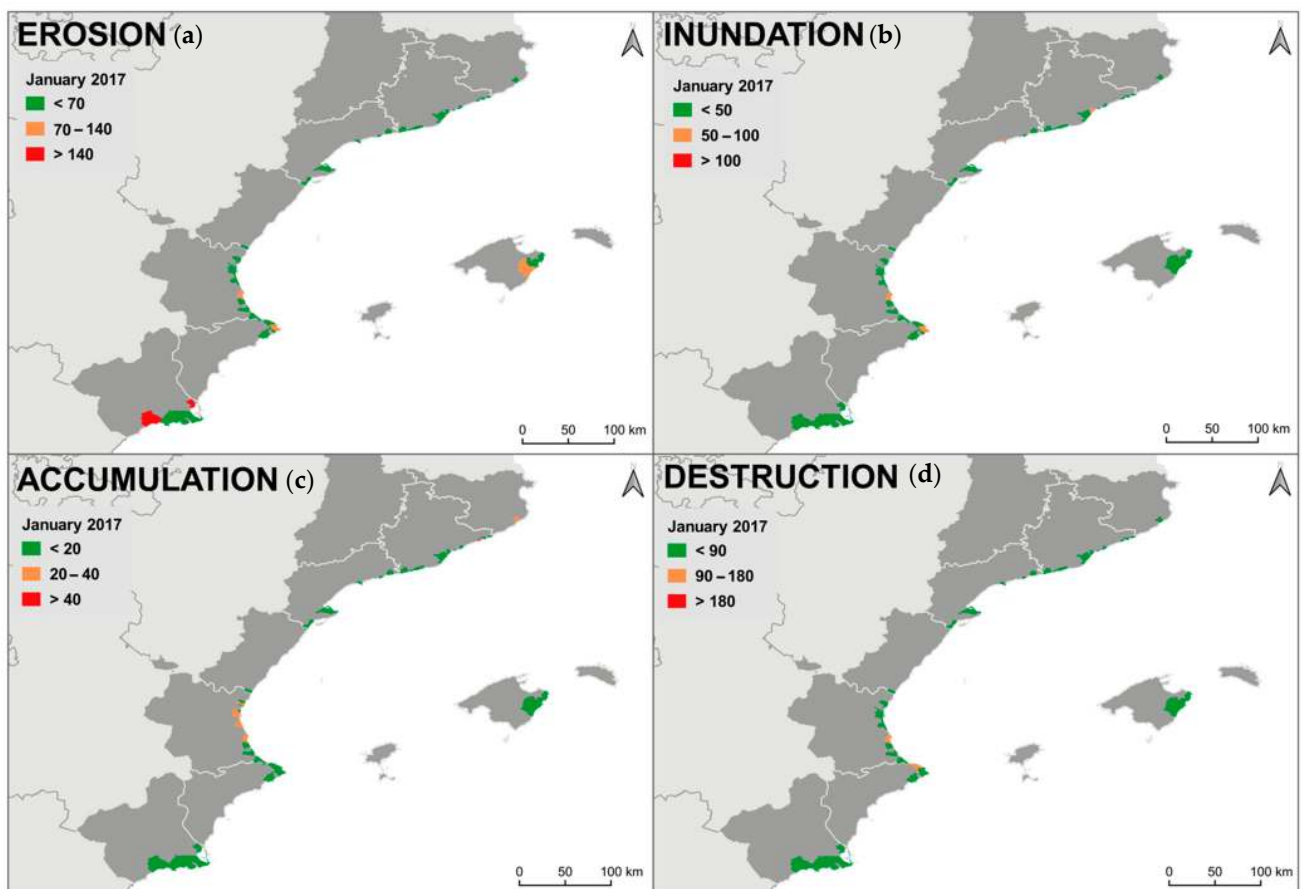 EROSION (a)
January 2017
< 70
70 – 140
> 140
N
0 50 100 km
INUNDATION (b)
January 2017
< 50
50 – 100
> 100
N
0 50 100 km
ACCUMULATION (c)
January 2017
< 20
20 – 40
> 40
N
0 50 100 km
DESTRUCTION (d)
January 2017
< 90
90 – 180
> 180
N
0 50 100 km